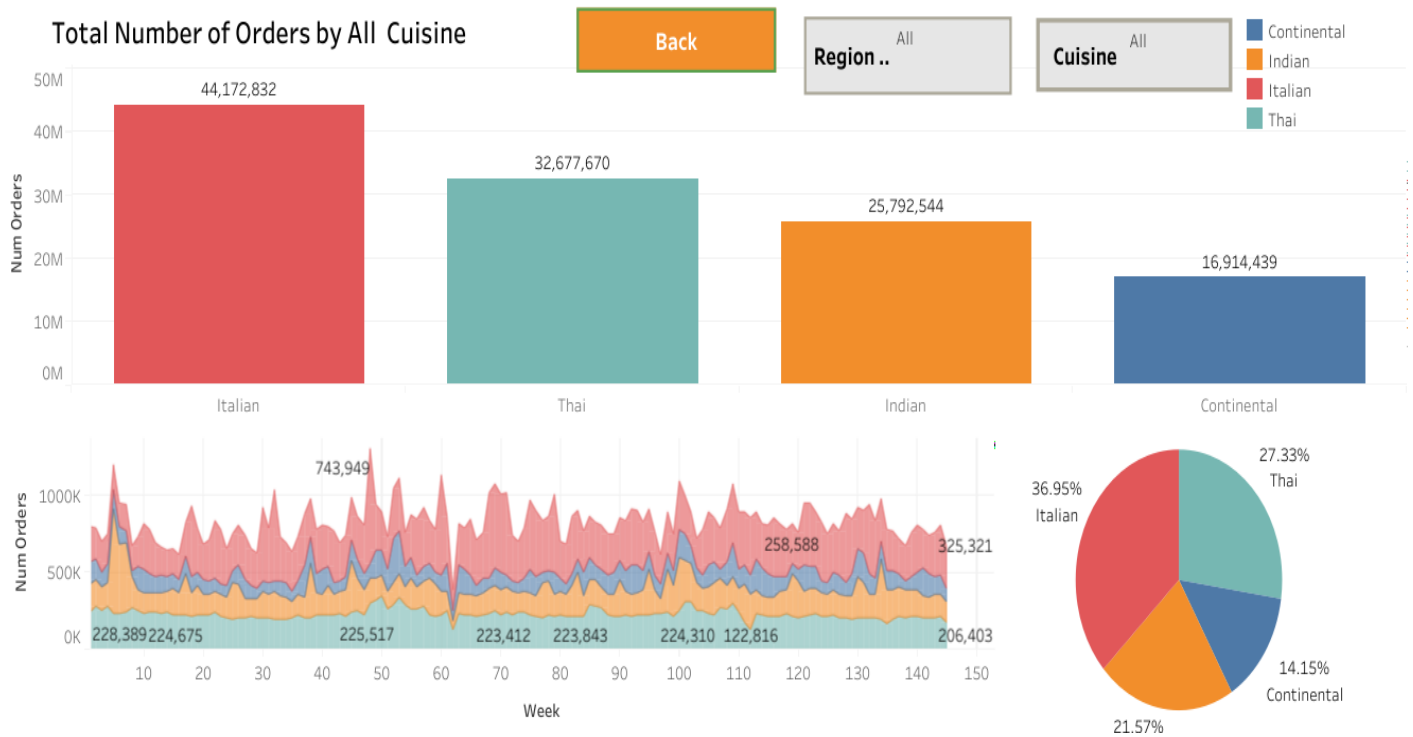 Total Number of Orders by All Cuisine
Back
Region ..
All
Cuisine
All
Continental
Indian
Italian
Thai
Num Orders
50M
40M
30M
20M
10M
0M
44,172,832
32,677,670
25,792,544
16,914,439
Italian
Thai
Indian
Continental
Num Orders
1000K
500K
0K
743,949
258,588
325,321
228,389
224,675
225,517
223,412
223,843
224,310
122,816
206,403
10
20
30
40
50
60
70
80
90
100
110
120
130
140
150
Week
27.33%
Thai
36.95%
Italian
14.15%
Continental
21.57%